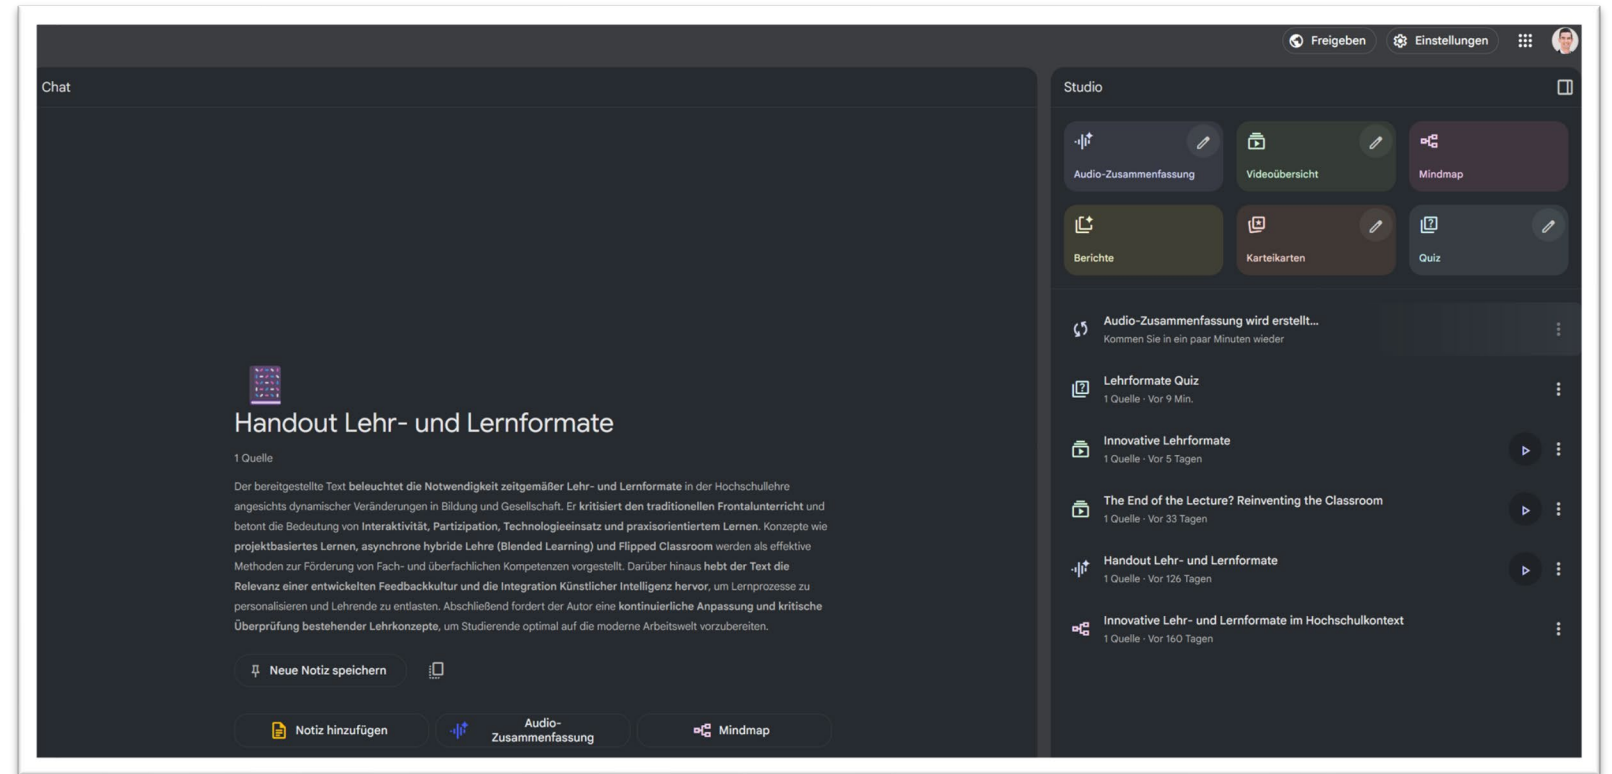 Freigeben
Einstellungen
Chat
Handout Lehr- und Lernformate
1 Quelle
Der bereitgestellte Text beleuchtet die Notwendigkeit zeitgemäßer Lehr- und Lernformate in der Hochschullehre
angesichts dynamischer Veränderungen in Bildung und Gesellschaft. Er kritisiert den traditionellen Frontalunterricht und
betont die Bedeutung von Interaktivität, Partizipation, Technologieeinsatz und praxisorientiertem Lernen. Konzepte wie
projektbasiertes Lernen, asynchrone hybride Lehre (Blended Learning) und Flipped Classroom werden als effektive
Methoden zur Förderung von Fach- und überfachlichen Kompetenzen vorgestellt. Darüber hinaus hebt der Text die
Relevanz einer entwickelten Feedbackkultur und die Integration Künstlicher Intelligenz hervor, um Lernprozesse zu
personalisieren und Lehrende zu entlasten. Abschließend fordert der Autor eine kontinuierliche Anpassung und kritische
Überprüfung bestehender Lehrkonzepte, um Studierende optimal auf die moderne Arbeitswelt vorzubereiten.
Neue Notiz speichern
Notiz hinzufügen
Audio-
Zusammenfassung
Mindmap
Studio
Audio-Zusammenfassung
Videoübersicht
Mindmap
Berichte
Karteikarten
Quiz
Audio-Zusammenfassung wird erstellt...
Kommen Sie in ein paar Minuten wieder
Lehrformate Quiz
1 Quelle · Vor 9 Min.
Innovative Lehrformate
1 Quelle · Vor 5 Tagen
The End of the Lecture? Reinventing the Classroom
1 Quelle · Vor 33 Tagen
Handout Lehr- und Lernformate
1 Quelle · Vor 126 Tagen
Innovative Lehr- und Lernformate im Hochschulkontext
1 Quelle · Vor 160 Tagen